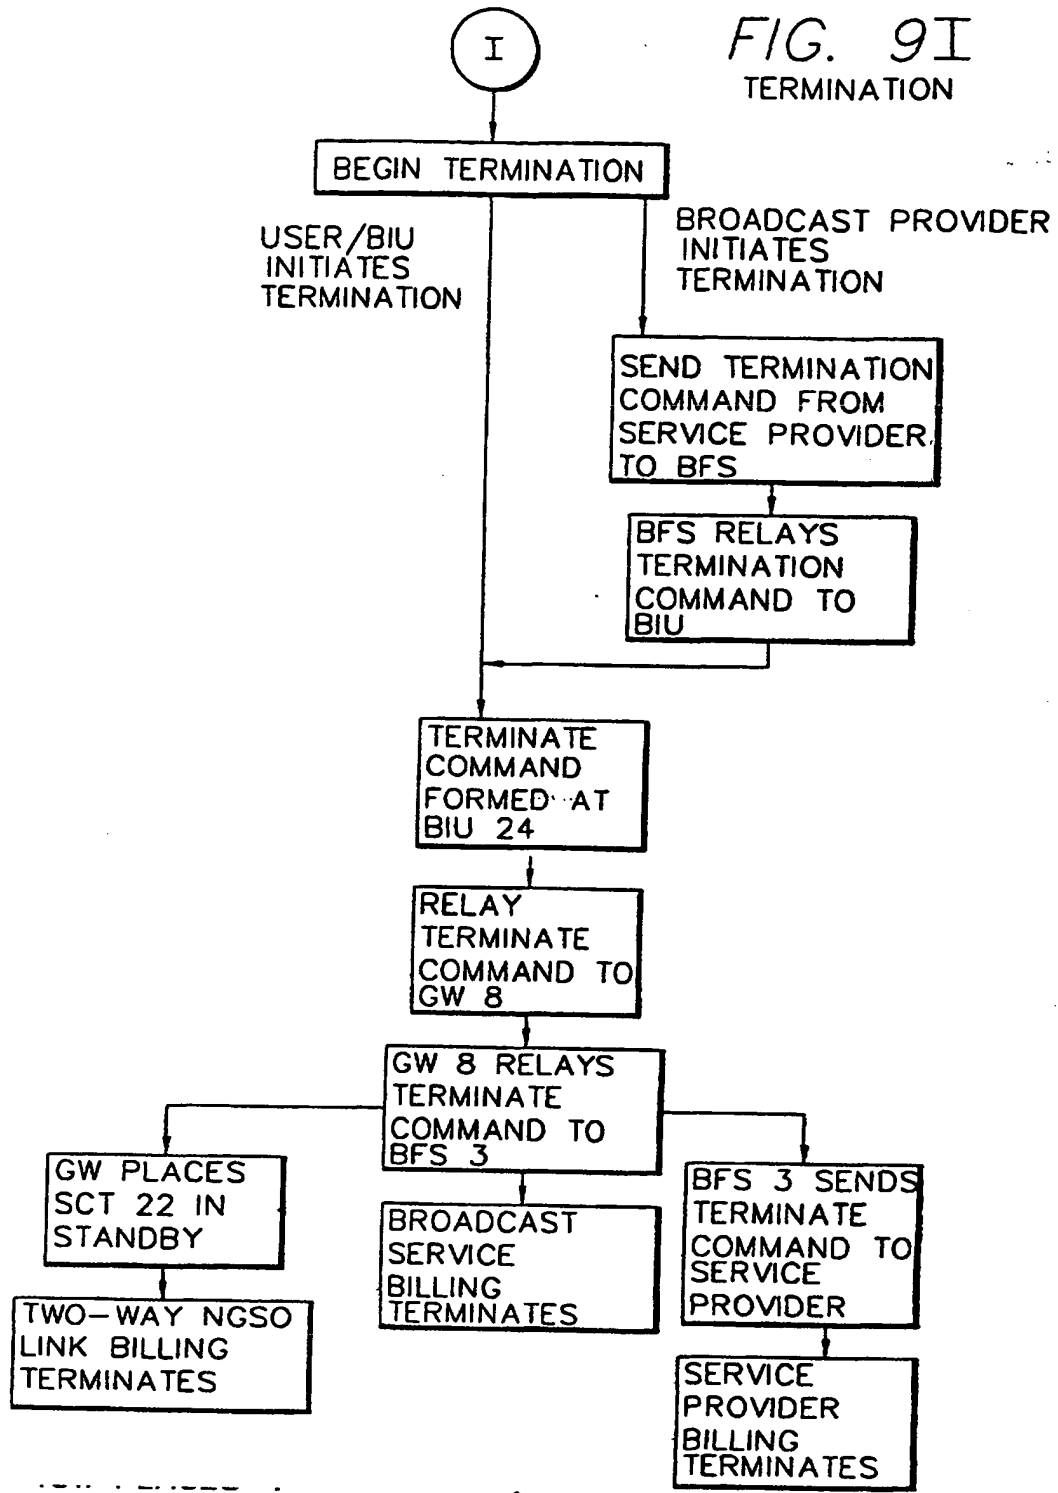 I
FIG. 9I
TERMINATION
BEGIN TERMINATION
USER/BIU
INITIATES
TERMINATION
BROADCAST PROVIDER
INITIATES
TERMINATION
SEND TERMINATION
COMMAND FROM
SERVICE PROVIDER
TO BFS
BFS RELAYS
TERMINATION
COMMAND TO
BIU
TERMINATE
COMMAND
FORMED AT
BIU 24
RELAY
TERMINATE
COMMAND TO
GW 8
GW 8 RELAYS
TERMINATE
COMMAND TO
BFS 3
GW PLACES
SCT 22 IN
STANDBY
BROADCAST
SERVICE
BILLING
TERMINATES
BFS 3 SENDS
TERMINATE
COMMAND TO
SERVICE
PROVIDER
TWO-WAY NGSO
LINK BILLING
TERMINATES
SERVICE
PROVIDER
BILLING
TERMINATES